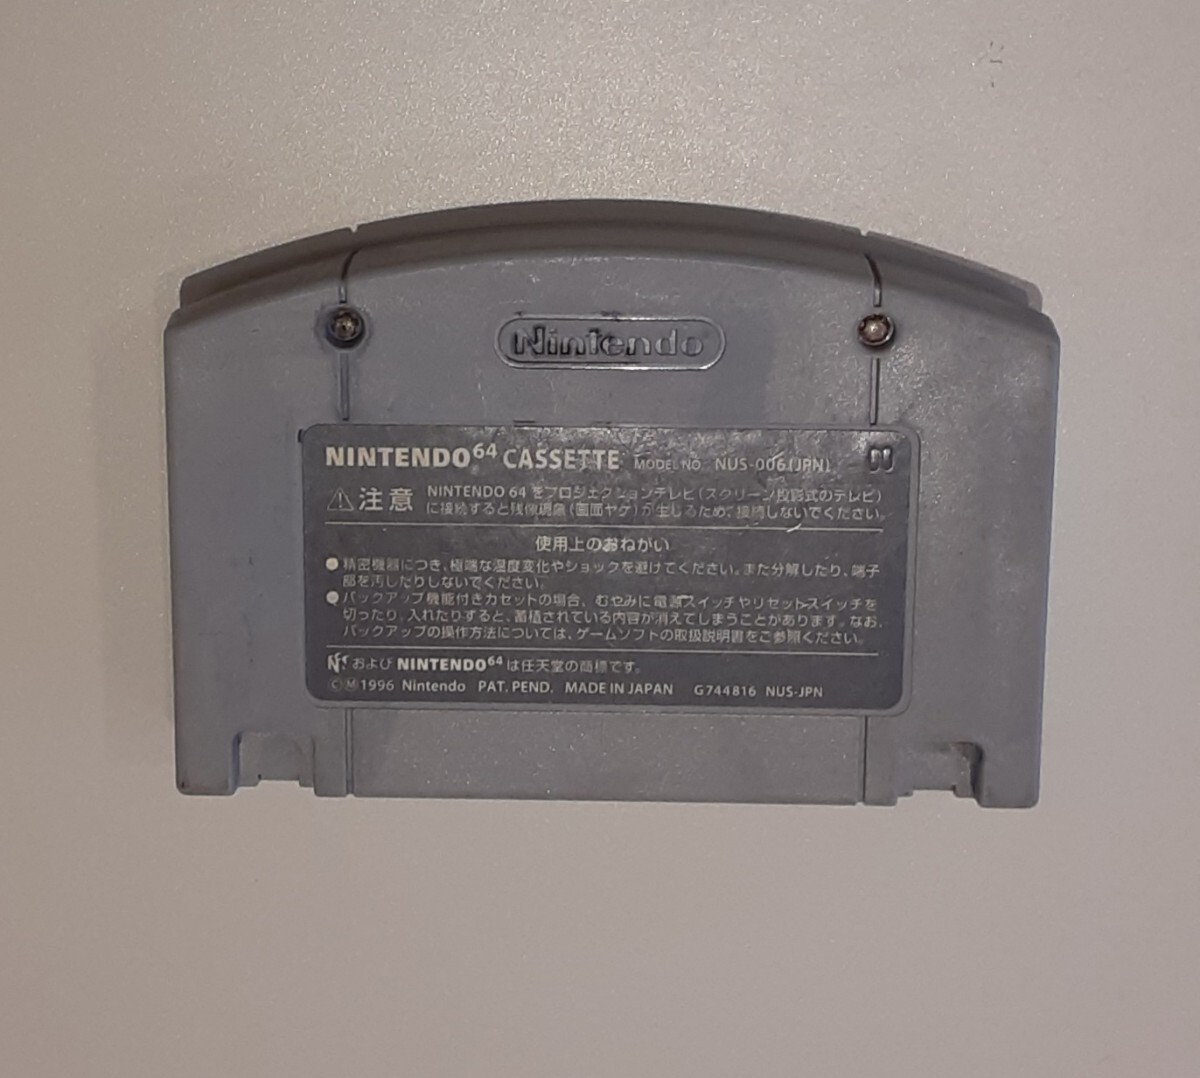 Nintendo
NINTENDO64 CASSETTE MODEL NO. NUS-006(JPN)
注意
NINTENDO 64 をプロジェクションテレビ(スクリーン投影式のテレビ)
に接続すると残像現象(画面ヤケ)が生じるため、接続しないでください。
使用上のおねがい
●精密機器につき、極端な温度変化やショックを避けてください。また分解したり、端子
部を汚したりしないでください。
●バックアップ機能付きカセットの場合、むやみに電源スイッチやリセットスイッチを
切ったり、入れたりすると、蓄積されている内容が消えてしまうことがあります。なお、
バックアップの操作方法については、ゲームソフトの取扱説明書をご参照ください。
および NINTENDO64 は任天堂の商標です。
©Ⓜ1996 Nintendo PAT. PEND. MADE IN JAPAN G744816 NUS-JPN